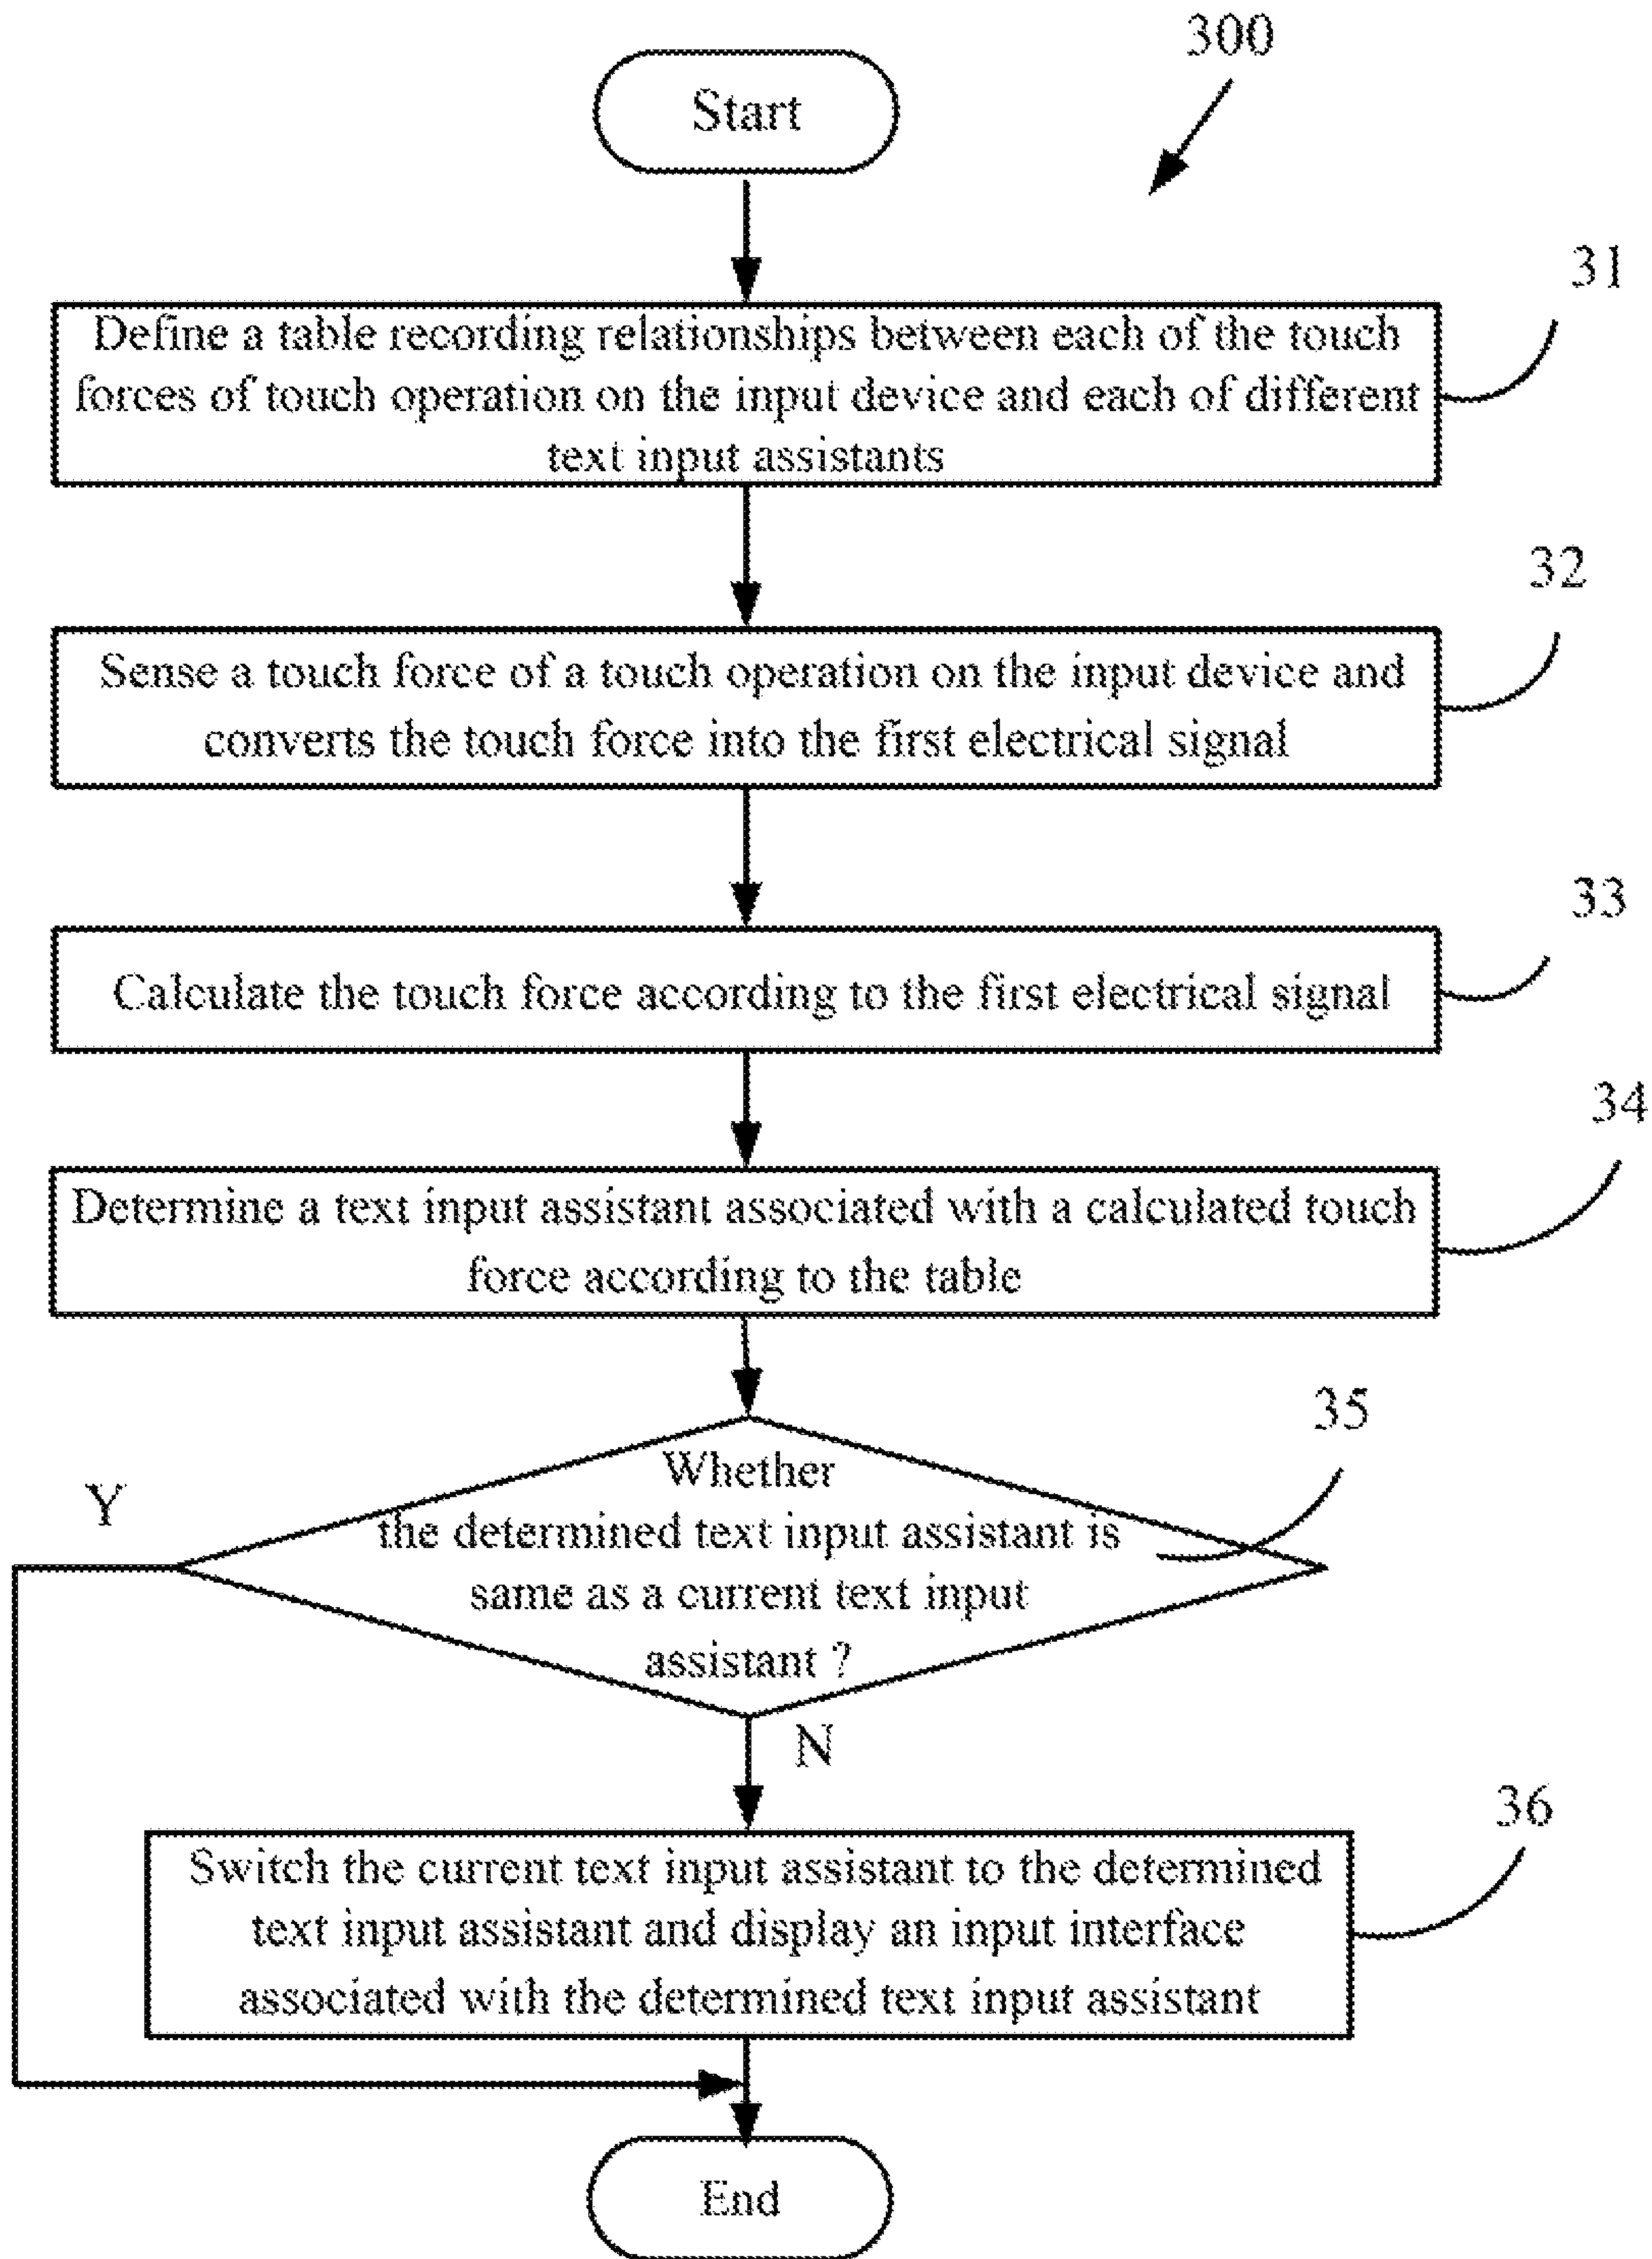 300
Start
31
Define a table recording relationships between each of the touch
forces of touch operation on the input device and each of different
text input assistants
32
Sense a touch force of a touch operation on the input device and
converts the touch force into the first electrical signal
33
Calculate the touch force according to the first electrical signal
34
Determine a text input assistant associated with a calculated touch
force according to the table
35
Whether
Y
the determined text input assistant is
same as a current text input
assistant ?
N
36
Switch the current text input assistant to the determined
text input assistant and display an input interface
associated with the determined text input assistant
End